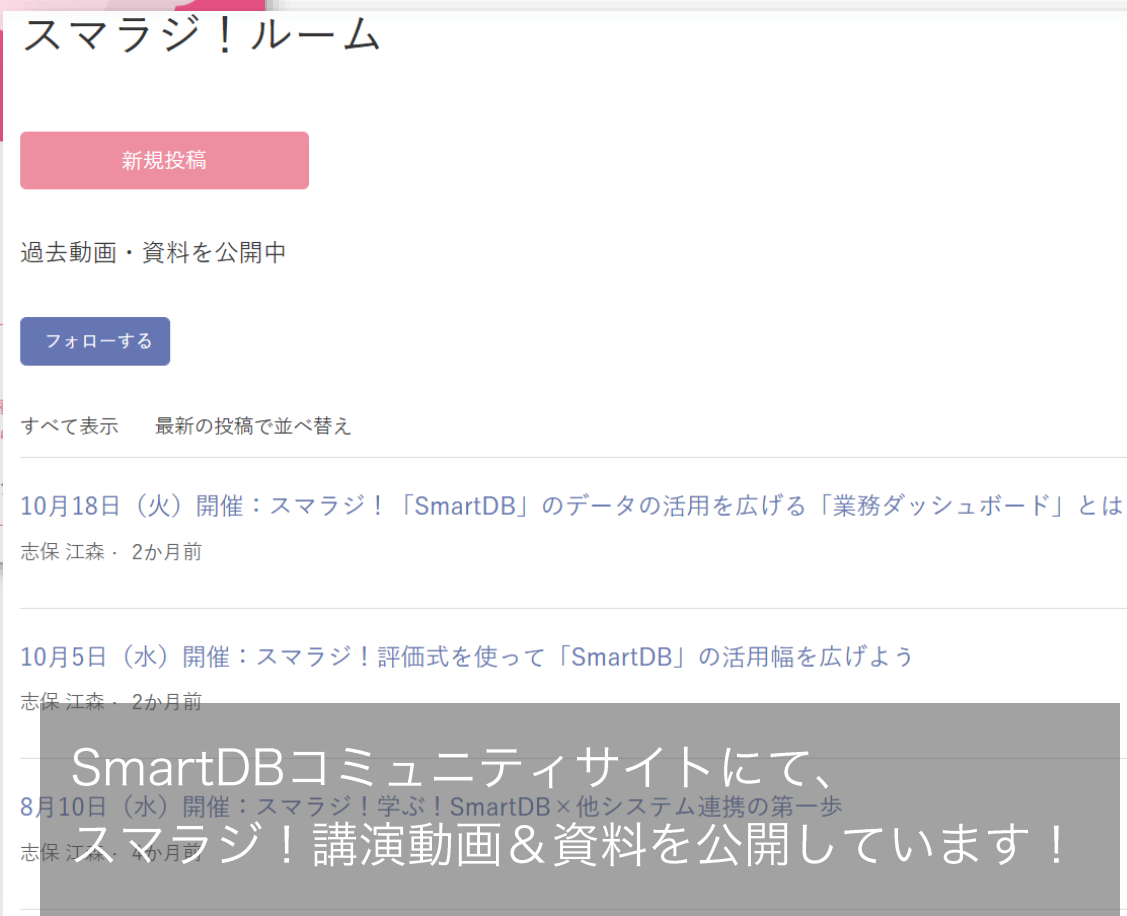 スマラジ！ルーム
新規投稿
過去動画・資料を公開中
フォローする
すべて表示 最新の投稿で並べ替え
10月18日（火）開催：スマラジ！「SmartDB」のデータの活用を広げる「業務ダッシュボード」とは
志保 江森 · 2か月前
10月5日（水）開催：スマラジ！評価式を使って「SmartDB」の活用幅を広げよう
志保 江森 · 2か月前
SmartDBコミュニティサイトにて、
8月10日（水）開催：スマラジ！学ぶ！SmartDB×他システム連携の第一歩
スマラジ！講演動画＆資料を公開しています！
志保 江森 · 4か月前